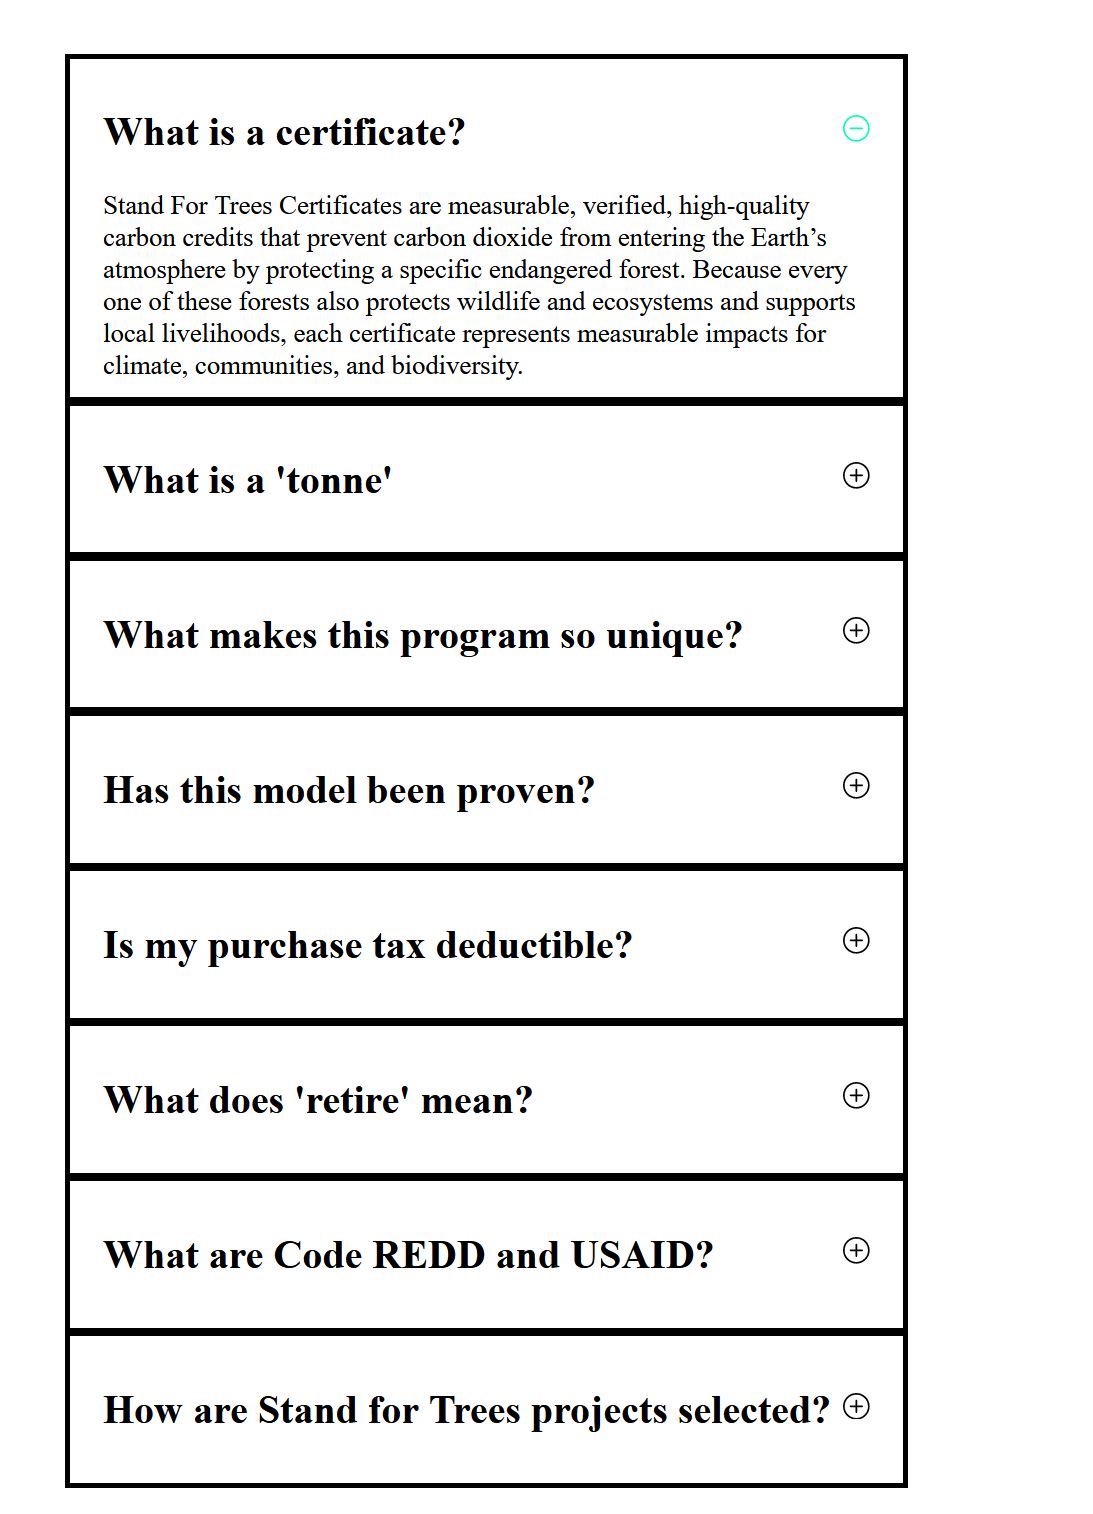 What is a certificate?
Stand For Trees Certificates are measurable, verified, high-quality
carbon credits that prevent carbon dioxide from entering the Earth’s
atmosphere by protecting a specific endangered forest. Because every
one of these forests also protects wildlife and ecosystems and supports
local livelihoods, each certificate represents measurable impacts for
climate, communities, and biodiversity.
What is a 'tonne'
What makes this program so unique?
Has this model been proven?
Is my purchase tax deductible?
What does 'retire' mean?
What are Code REDD and USAID?
How are Stand for Trees projects selected?